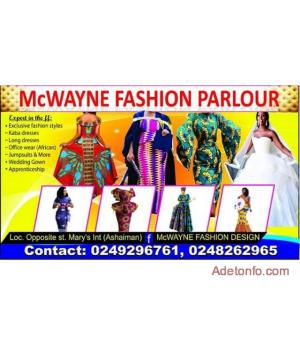 McWAYNE FASHION PARLOUR
Expest in the ff:
• Exclusive fashion styles
• Kaba dresses
• Long dresses
• Office wear (African)
• Jumpsuits & More
• Wedding Gown
• Apprenticeship
Loc. Opposite st. Mary's Int (Ashaiman) f McWAYNE FASHION DESIGN
Contact: 0249296761, 0248262965
Adetonfo.com